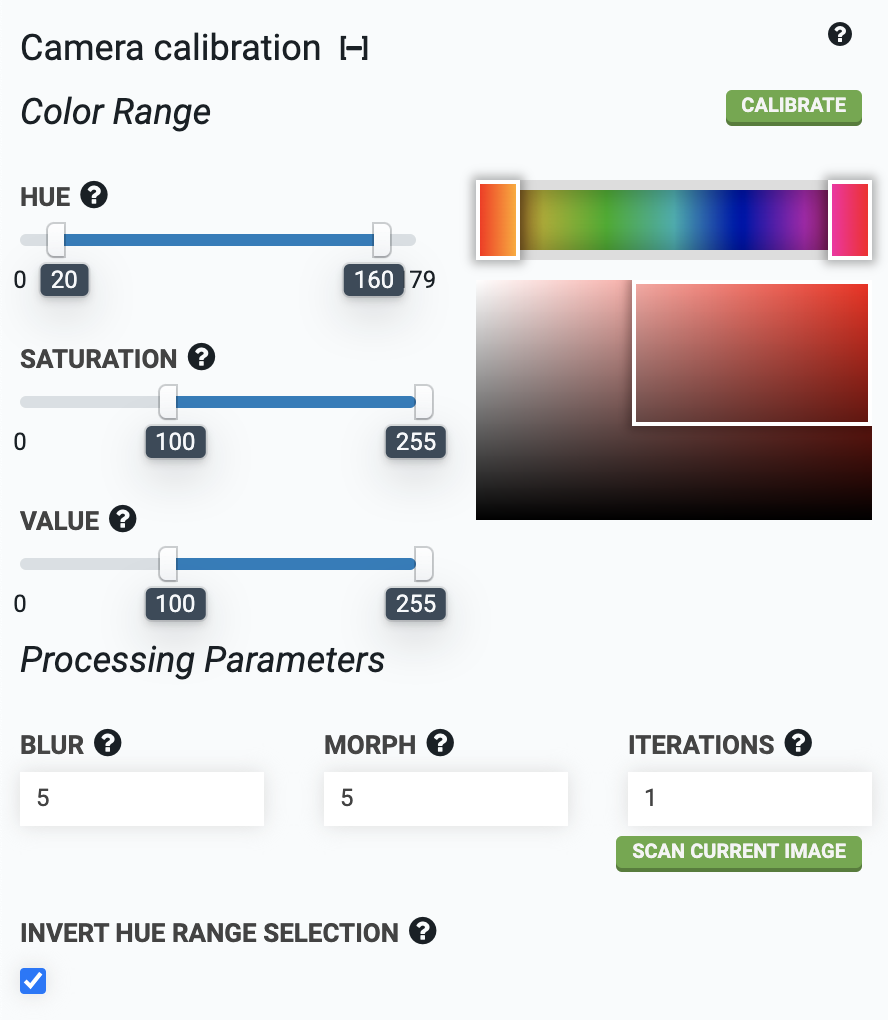 Camera calibration [–]
Color Range
CALIBRATE
HUE
0 20 160 79
SATURATION
0 100 255
VALUE
0 100 255
Processing Parameters
BLUR MORPH ITERATIONS
5 5 1
SCAN CURRENT IMAGE
INVERT HUE RANGE SELECTION